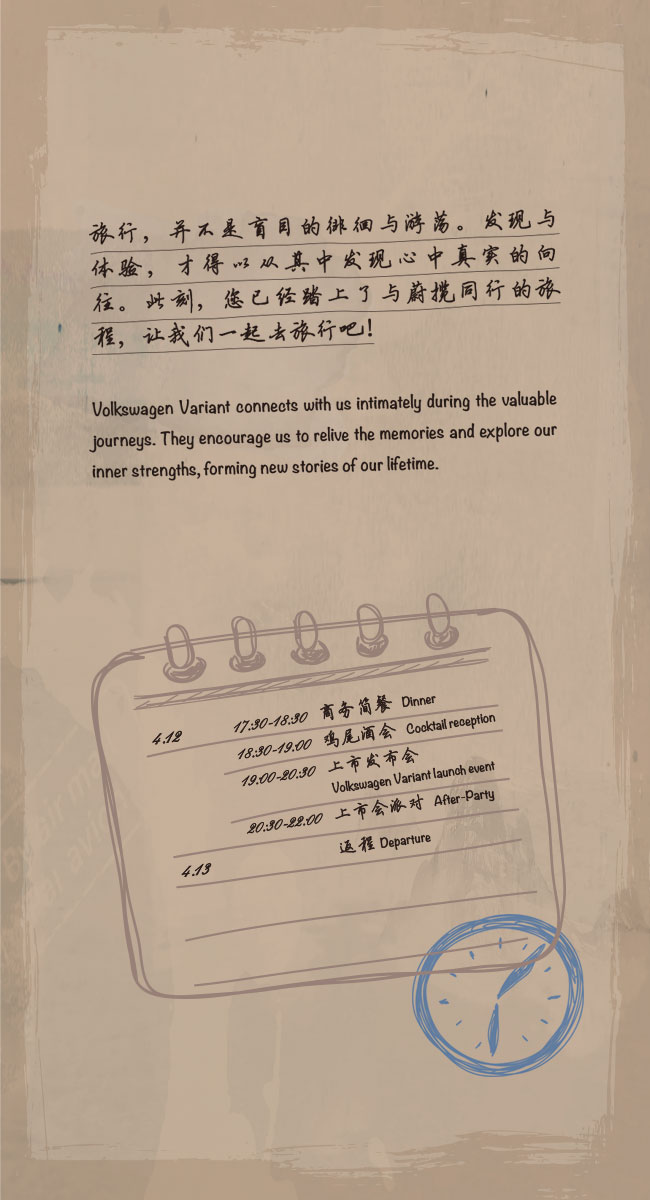 旅行，并不是盲目的徘徊与游荡。发现与
体验，才得以从其中发现心中真实的向
往。此刻，您已经踏上了与蔚揽同行的旅
程，让我们一起去旅行吧！
Volkswagen Variant connects with us intimately during the valuable
journeys. They encourage us to relive the memories and explore our
inner strengths, forming new stories of our lifetime.
4.12 17:30-18:30 商务简餐 Dinner
18:30-19:00 鸡尾酒会 Cocktail reception
19:00-20:30 上市发布会
Volkswagen Variant launch event
20:30-22:00 上市会派对 After-Party
返程 Departure
4.13